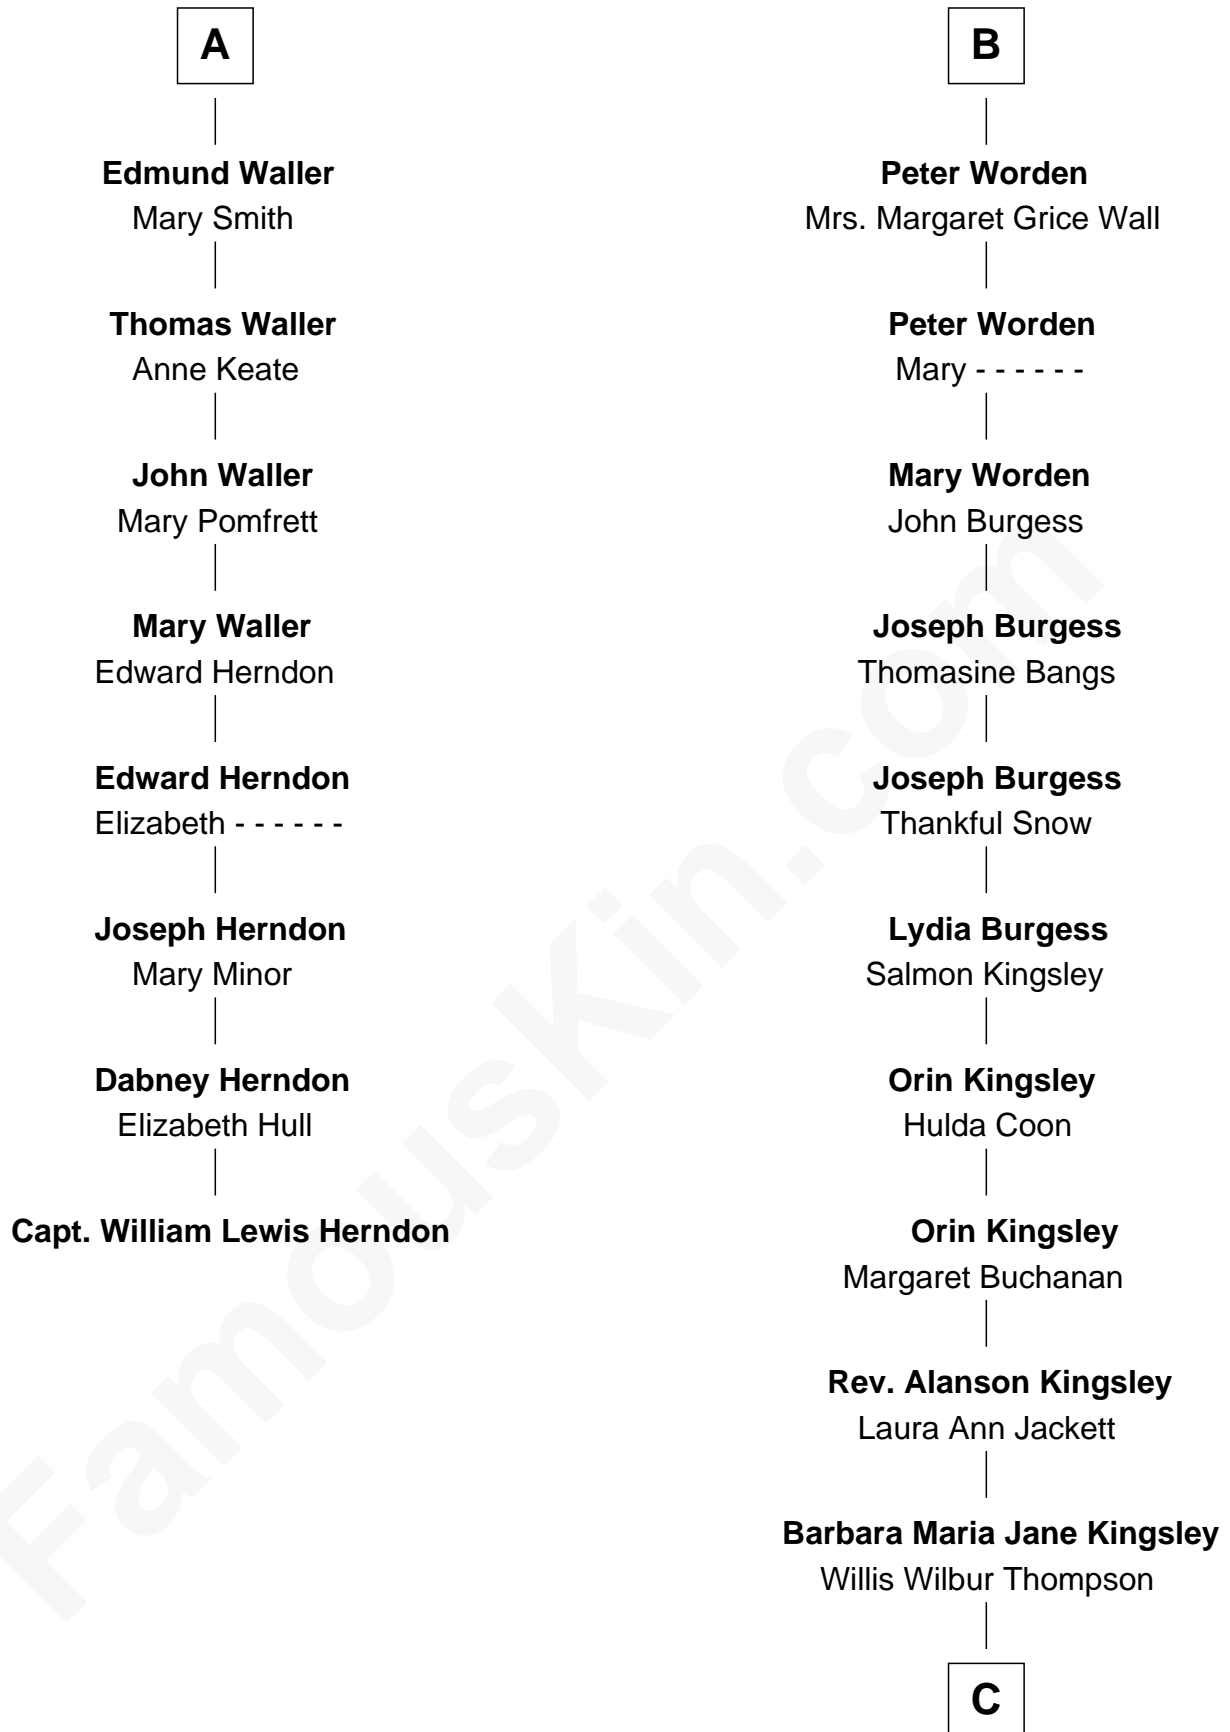 A
Edmund Waller
Mary Smith
Thomas Waller
Anne Keate
John Waller
Mary Pomfrett
Mary Waller
Edward Herndon
Edward Herndon
Elizabeth - - - - - -
Joseph Herndon
Mary Minor
Dabney Herndon
Elizabeth Hull
Capt. William Lewis Herndon
B
Peter Worden
Mrs. Margaret Grice Wall
Peter Worden
Mary - - - - - -
Mary Worden
John Burgess
Joseph Burgess
Thomasine Bangs
Joseph Burgess
Thankful Snow
Lydia Burgess
Salmon Kingsley
Orin Kingsley
Hulda Coon
Orin Kingsley
Margaret Buchanan
Rev. Alanson Kingsley
Laura Ann Jackett
Barbara Maria Jane Kingsley
Willis Wilbur Thompson
C
FamousKin.com